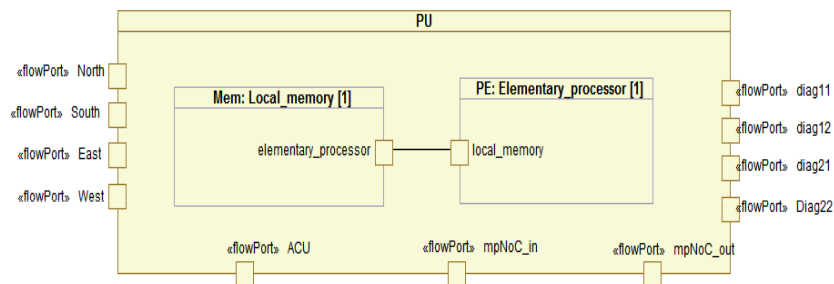 PU
«flowPort» North
«flowPort» South
«flowPort» East
«flowPort» West
Mem: Local_memory [1]
elementary_processor
PE: Elementary_processor [1]
local_memory
«flowPort» diag11
«flowPort» diag12
«flowPort» diag21
«flowPort» Diag22
«flowPort» ACU
«flowPort» mpNoC_in
«flowPort» mpNoC_out